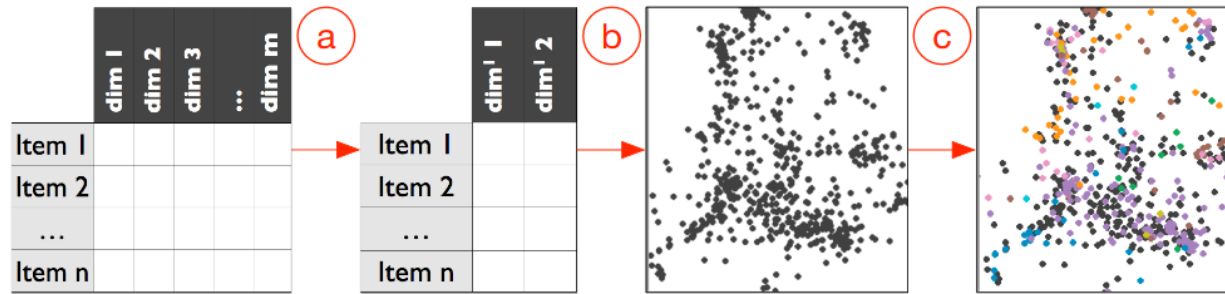 dim 1 dim 2 dim 3 ... dim m
Item 1
Item 2
...
Item n
a
dim' 1 dim' 2
Item 1
Item 2
...
Item n
b
c